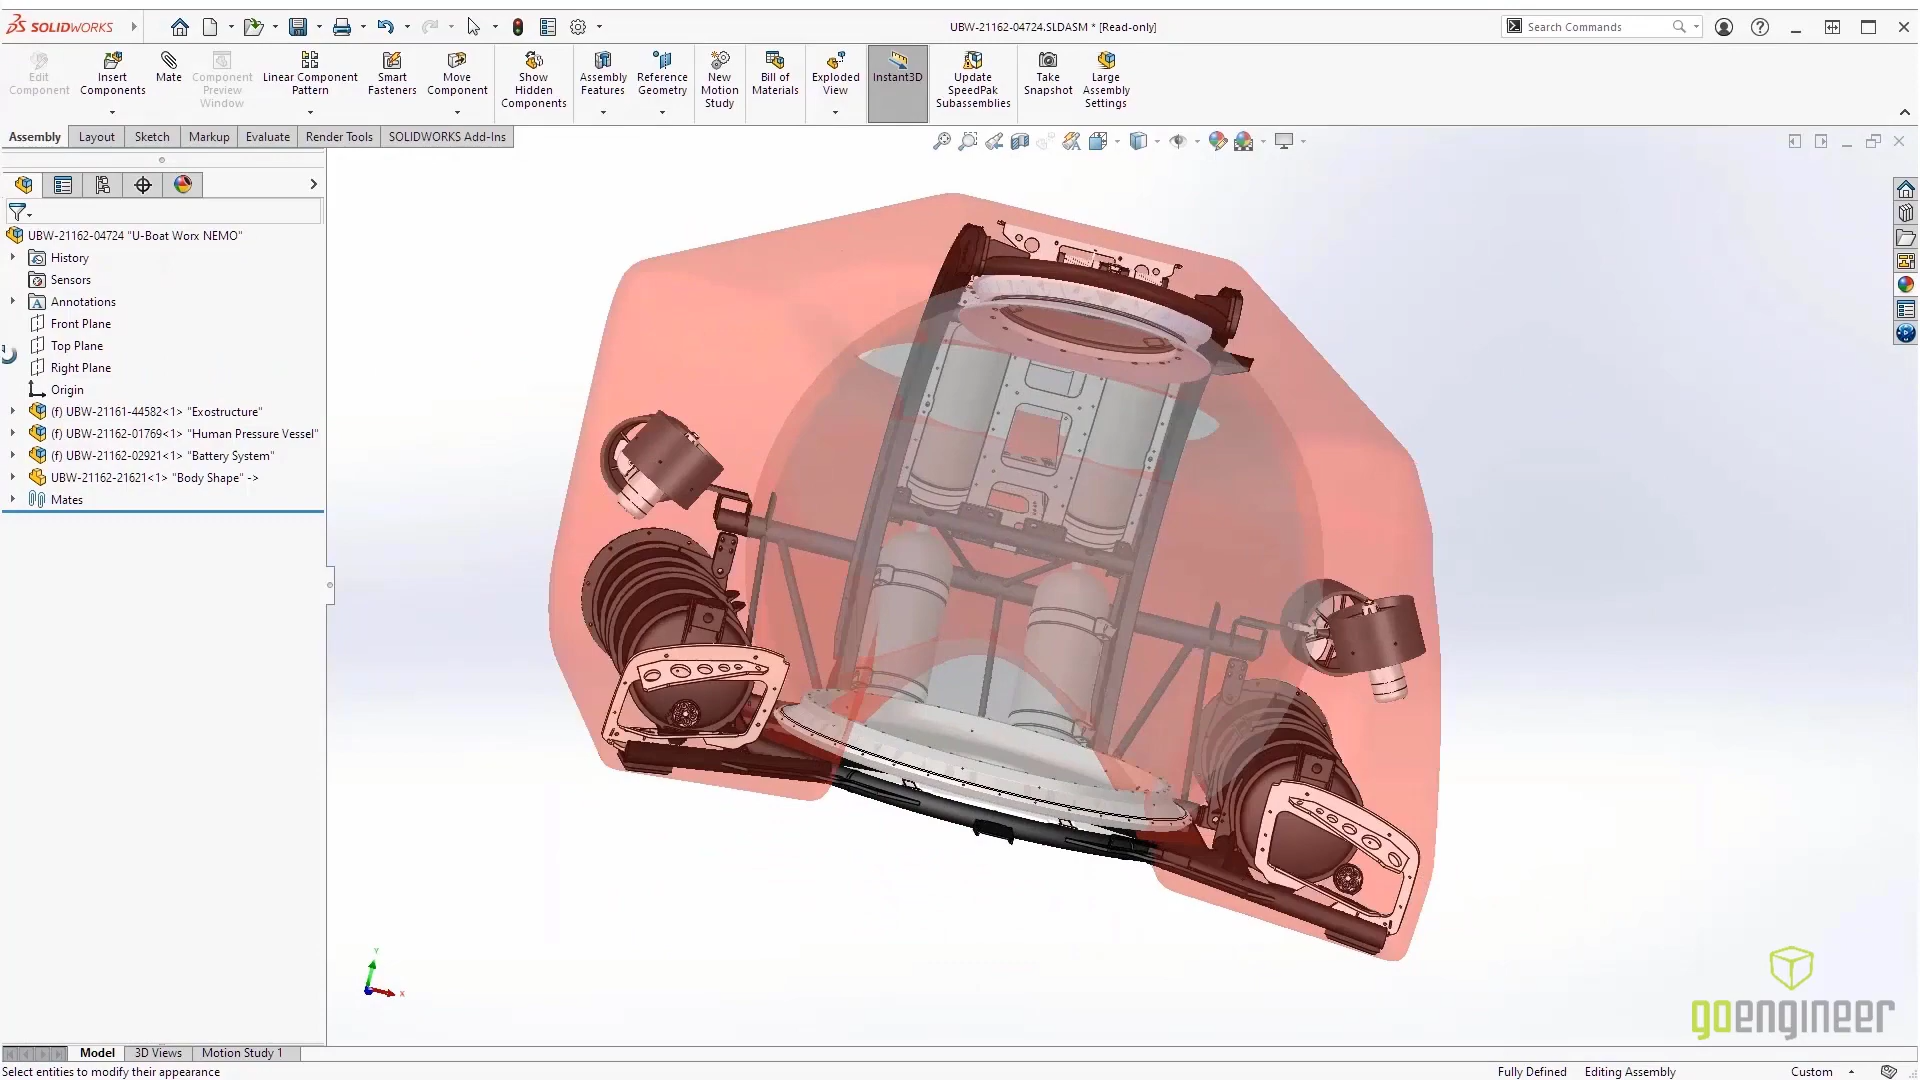 SOLIDWORKS
UBW-21162-04724.SLDASM * [Read-only]
Search Commands
Edit Component
Insert Components
Mate
Component Preview Window
Linear Component Pattern
Smart Fasteners
Move Component
Show Hidden Components
Assembly Features
Reference Geometry
New Motion Study
Bill of Materials
Exploded View
Instant3D
Update SpeedPak Subassemblies
Take Snapshot
Large Assembly Settings
Assembly
Layout
Sketch
Markup
Evaluate
Render Tools
SOLIDWORKS Add-Ins
UBW-21162-04724 "U-Boat Worx NEMO"
History
Sensors
Annotations
Front Plane
Top Plane
Right Plane
Origin
(f) UBW-21161-44582<1> "Exostructure"
(f) UBW-21162-01769<1> "Human Pressure Vessel"
(f) UBW-21162-02921<1> "Battery System"
UBW-21162-21621<1> "Body Shape" ->
Mates
Y
X
goengineer
Model
3D Views
Motion Study 1
Select entities to modify their appearance
Fully Defined
Editing Assembly
Custom